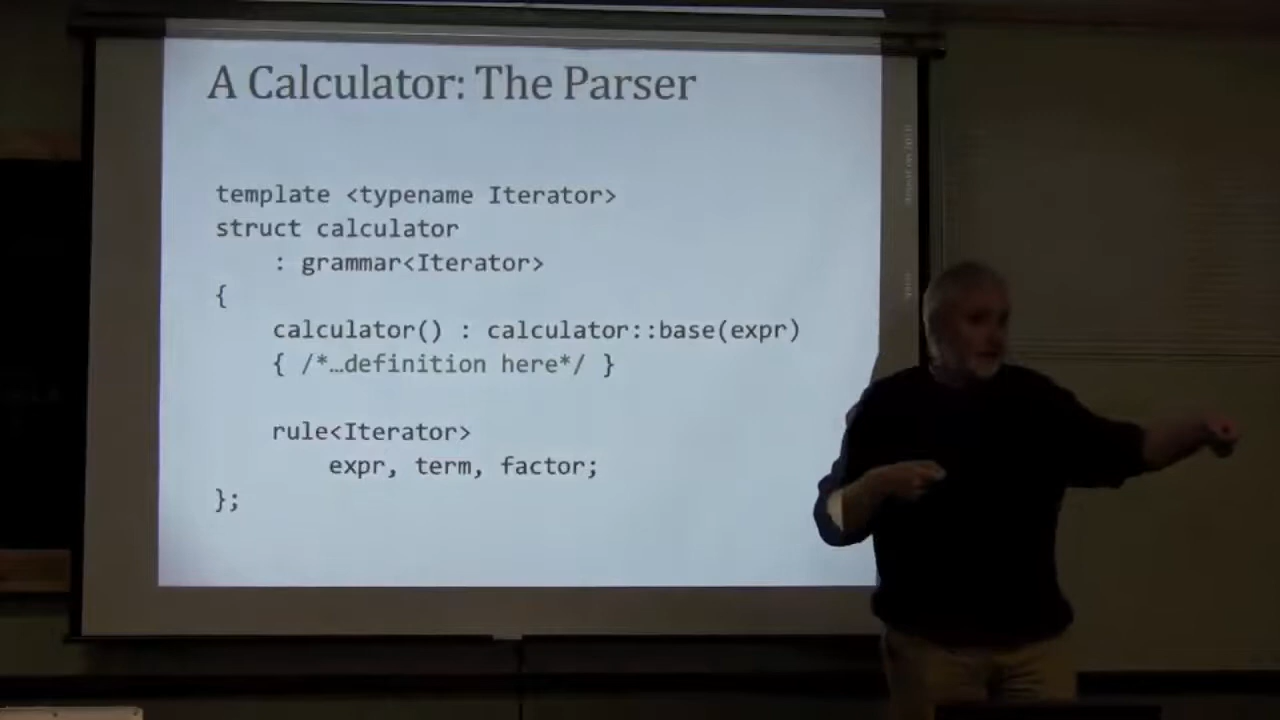 A Calculator: The Parser
template <typename Iterator>
struct calculator
: grammar<Iterator>
{
calculator() : calculator::base(expr)
{ /*…definition here*/ }
rule<Iterator>
expr, term, factor;
};